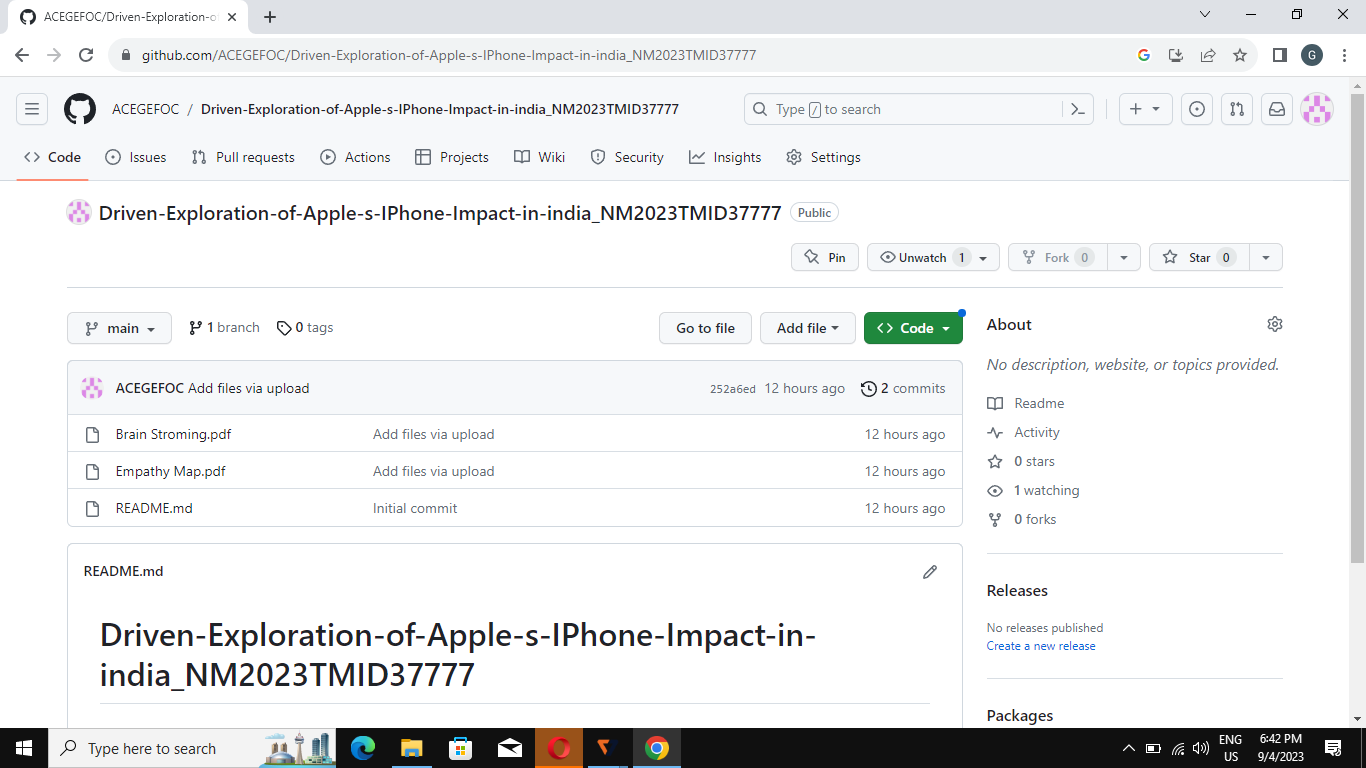 ACEGEFOC/Driven-Exploration-of
github.com/ACEGEFOC/Driven-Exploration-of-Apple-s-IPhone-Impact-in-india_NM2023TMID37777
G
ACEGEFOC / Driven-Exploration-of-Apple-s-IPhone-Impact-in-india_NM2023TMID37777
Type / to search
Code Issues Pull requests Actions Projects Wiki Security Insights Settings
Driven-Exploration-of-Apple-s-IPhone-Impact-in-india_NM2023TMID37777 Public
Pin Unwatch 1 Fork 0 Star 0
main 1 branch 0 tags Go to file Add file Code
ACEGEFOC Add files via upload 252a6ed 12 hours ago 2 commits
Brain Stroming.pdf Add files via upload 12 hours ago
Empathy Map.pdf Add files via upload 12 hours ago
README.md Initial commit 12 hours ago
README.md
Driven-Exploration-of-Apple-s-IPhone-Impact-in-
india_NM2023TMID37777
About
No description, website, or topics provided.
Readme
Activity
0 stars
1 watching
0 forks
Releases
No releases published
Create a new release
Packages
Type here to search
ENG
US
6:42 PM
9/4/2023